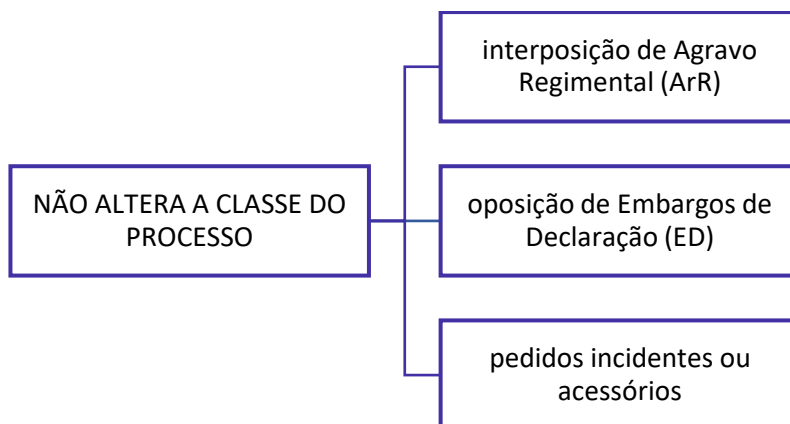 interposição de Agravo
Regimental (ArR)
NÃO ALTERA A CLASSE DO
PROCESSO
oposição de Embargos de
Declaração (ED)
pedidos incidentes ou
acessórios